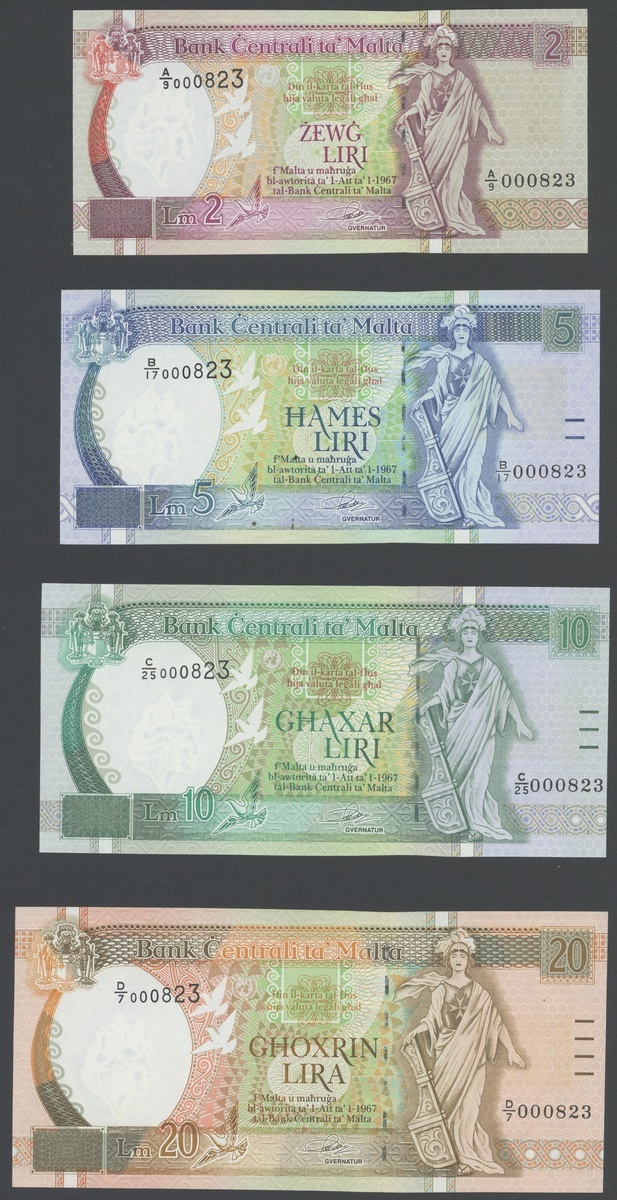 Bank Ċentrali ta' Malta
2
A/9 000823
Din il-karta tal-flus
hija valuta legali għal
ŻEWĠ
LIRI
f'Malta u maħruġa
bl-awtorità ta' l-Att ta' l-1967
tal-Bank Ċentrali ta' Malta
A/9 000823
Lm 2
GVERNATUR
Bank Ċentrali ta' Malta
5
B/17 000823
Din il-karta tal-flus
hija valuta legali għal
ĦAMES
LIRI
f'Malta u maħruġa
bl-awtorità ta' l-Att ta' l-1967
tal-Bank Ċentrali ta' Malta
B/17 000823
Lm 5
GVERNATUR
Bank Ċentrali ta' Malta
10
C/25 000823
Din il-karta tal-flus
hija valuta legali għal
GĦAXAR
LIRI
f'Malta u maħruġa
bl-awtorità ta' l-Att ta' l-1967
tal-Bank Ċentrali ta' Malta
C/25 000823
Lm 10
GVERNATUR
Bank Ċentrali ta' Malta
20
D/7 000823
Din il-karta tal-flus
hija valuta legali għal
GĦOXRIN
LIRA
f'Malta u maħruġa
bl-awtorità ta' l-Att ta' l-1967
tal-Bank Ċentrali ta' Malta
D/7 000823
Lm 20
GVERNATUR